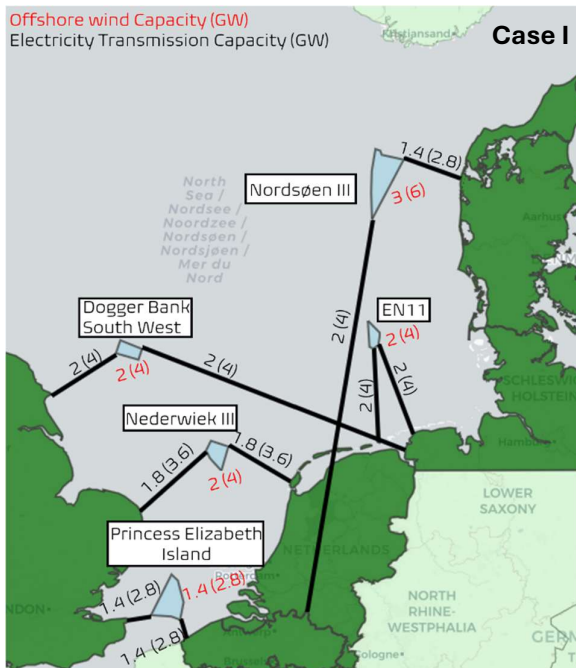 Offshore wind Capacity (GW)
Electricity Transmission Capacity (GW)
Case I
Kristiansand
1.4 (2.8)
Nordsøen III
3 (6)
North
Sea /
Nordsee /
Noordzee /
Nordsøen /
Nordsjøen /
Mer du
Nord
Aarhus
2 (4)
EN11
2 (4)
2 (4)
2 (4)
Dogger Bank
South West
2 (4)
2 (4)
2 (4)
SCHLESWIG
HOLSTEIN
Hamburg
Nederwiek III
1.8 (3.6)
1.8 (3.6)
2 (4)
LOWER
SAXONY
Princess Elizabeth
Island
NETHERLANDS
1.4 (2.8)
1.4 (2.8)
1.4 (2.8)
NDON
NORTH
RHINE-
WESTPHALIA
GERM
Antwerp
Brussels
Cologne